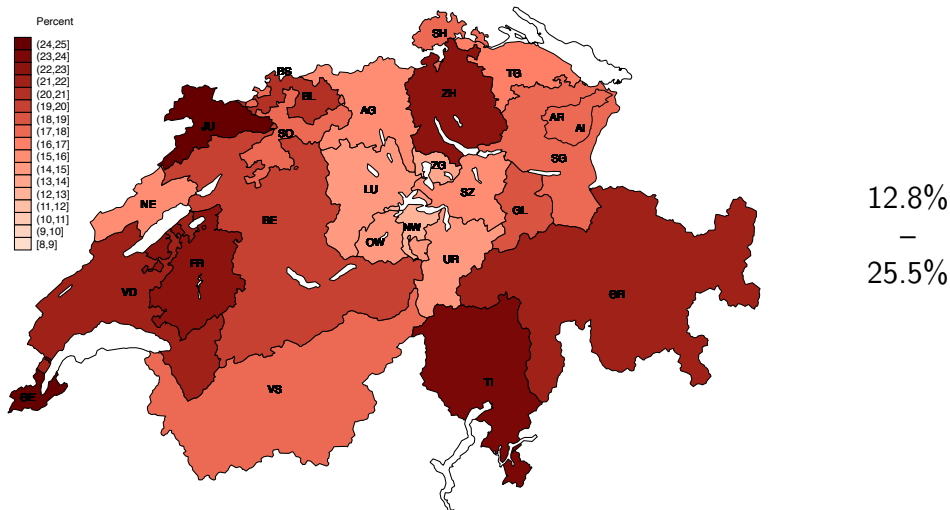 Percent
(24,25]
(23,24]
(22,23]
(21,22]
(20,21]
(19,20]
(18,19]
(17,18]
(16,17]
(15,16]
(14,15]
(13,14]
(12,13]
(11,12]
(10,11]
(9,10]
[8,9]
SH
BS
BL
TG
ZH
AG
JU
SO
AR
AI
SG
ZG
LU
SZ
NE
BE
GL
NW
OW
UR
FR
VD
GR
VS
TI
GE
12.8%
–
25.5%